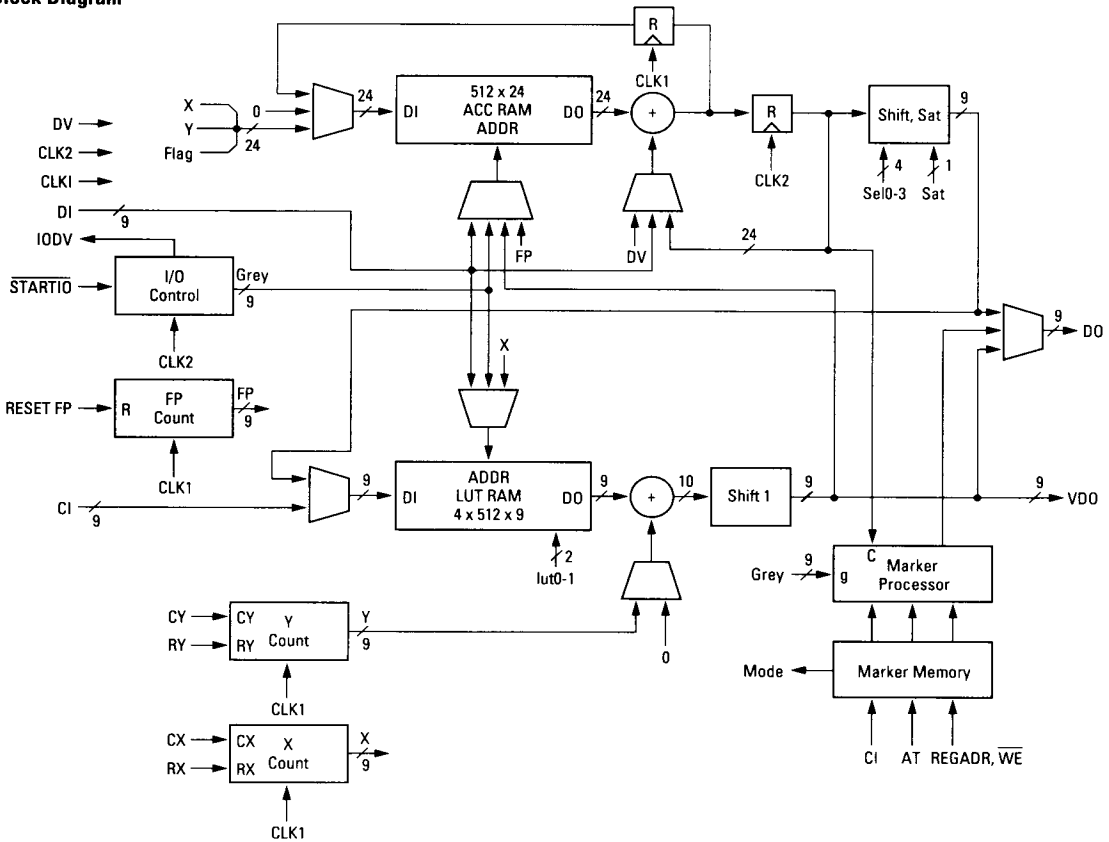 Block Diagram
R
CLK1
X
Y
Flag
0
24
24
DI
512 x 24
ACC RAM
ADDR
DO
24
+
R
CLK2
Shift, Sat
9
4
Sel0-3
1
Sat
DV
CLK2
CLKI
DI
9
FP
DV
24
IODV
STARTIO
I/O
Control
Grey
9
CLK2
X
9
DO
RESET FP
R
FP
Count
FP
9
CLK1
CI
9
9
DI
ADDR
LUT RAM
4 x 512 x 9
DO
9
+
10
Shift 1
9
9
VDO
2
lut0-1
Grey
9
g
C
Marker
Processor
CY
RY
CY
RY
Y
Count
Y
9
0
CLK1
Mode
Marker Memory
CX
RX
CX
RX
X
Count
X
9
CI
AT
REGADR, WE
CLK1